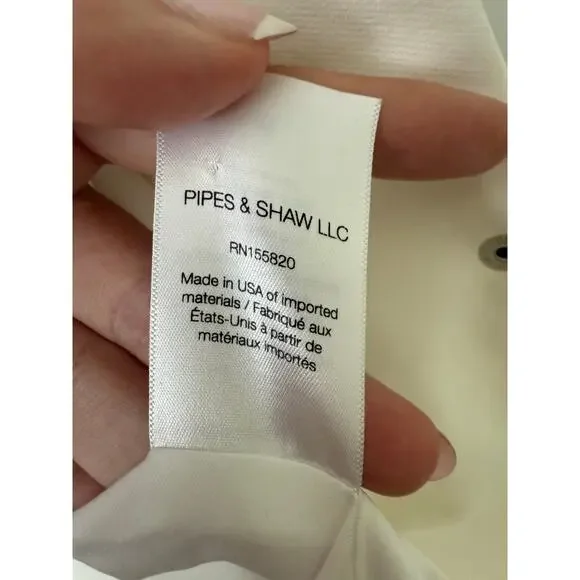 PIPES & SHAW LLC
RN155820
Made in USA of imported
materials / Fabriqué aux
États-Unis à partir de
matériaux importés